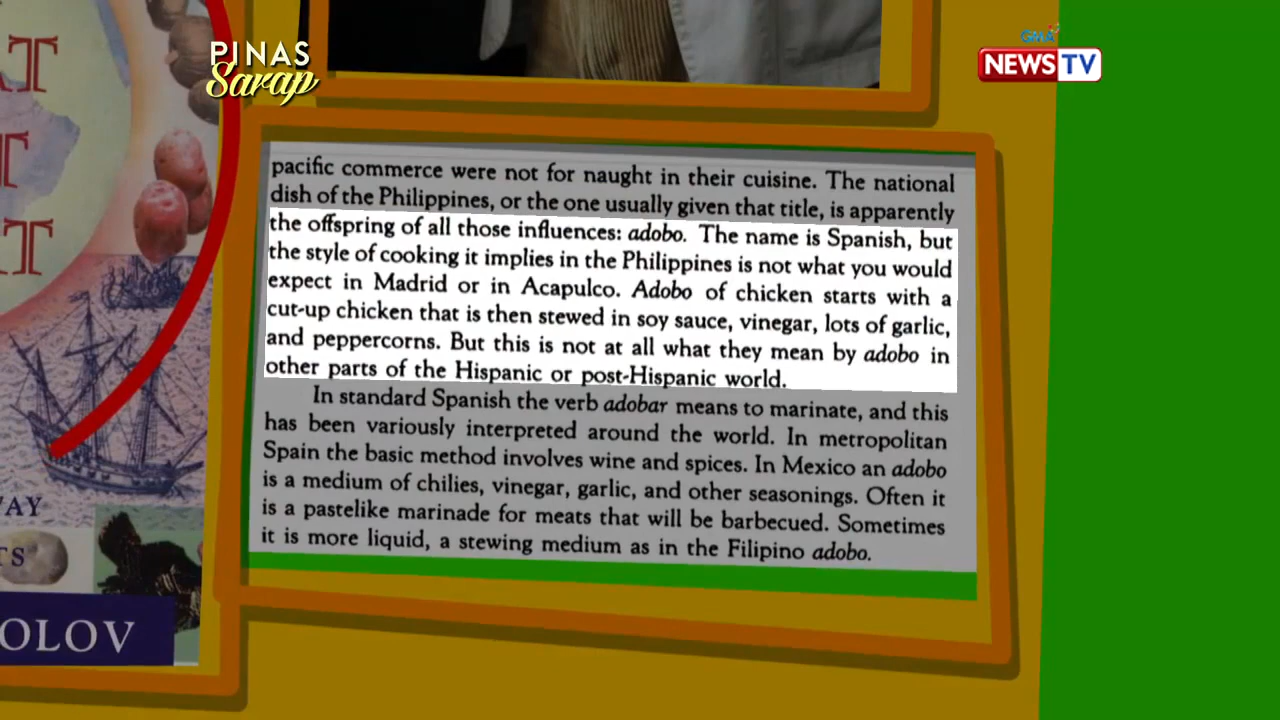 PINAS
Sarap
GMA
NEWS TV
pacific commerce were not for naught in their cuisine. The national
dish of the Philippines, or the one usually given that title, is apparently
the offspring of all those influences: adobo. The name is Spanish, but
the style of cooking it implies in the Philippines is not what you would
expect in Madrid or in Acapulco. Adobo of chicken starts with a
cut-up chicken that is then stewed in soy sauce, vinegar, lots of garlic,
and peppercorns. But this is not at all what they mean by adobo in
other parts of the Hispanic or post-Hispanic world.
In standard Spanish the verb adobar means to marinate, and this
has been variously interpreted around the world. In metropolitan
Spain the basic method involves wine and spices. In Mexico an adobo
is a medium of chilies, vinegar, garlic, and other seasonings. Often it
is a pastelike marinade for meats that will be barbecued. Sometimes
it is more liquid, a stewing medium as in the Filipino adobo.